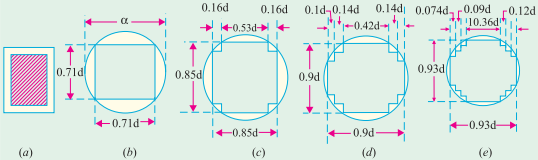 0.16d 0.16d 0.1d 0.14d 0.14d 0.074d 0.09d 0.12d
α 0.53d 0.42d 10.36d
0.71d 0.85d 0.9d 0.93d
0.71d 0.85d 0.9d 0.93d
(a) (b) (c) (d) (e)